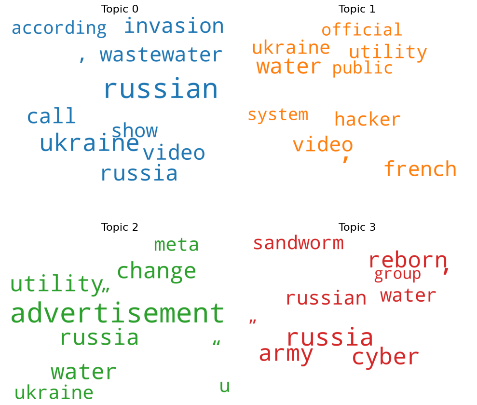 Topic 0
according invasion
, wastewater
russian
call
show
ukraine
video
russia
Topic 1
official
ukraine utility
water public
system hacker
video
,
french
Topic 2
meta
change
utility ”
advertisement
russia “
water
ukraine u
Topic 3
sandworm
reborn ,
group
russian water
”
russia
army cyber